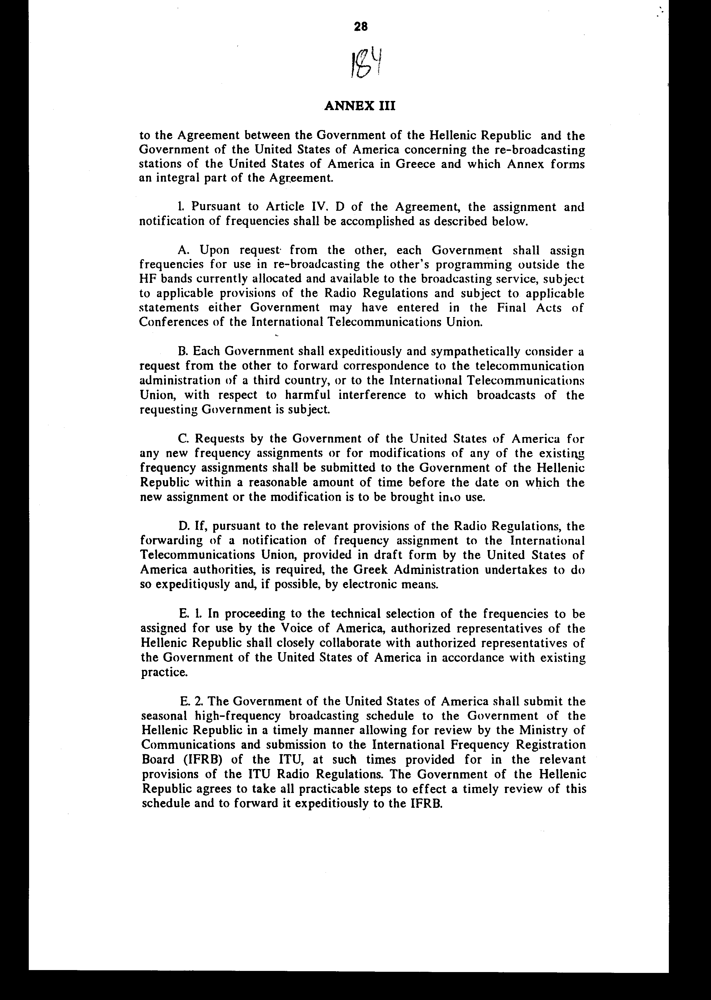 28
184
ANNEX III
to the Agreement between the Government of the Hellenic Republic and the
Government of the United States of America concerning the re-broadcasting
stations of the United States of America in Greece and which Annex forms
an integral part of the Agreement.
1. Pursuant to Article IV. D of the Agreement, the assignment and
notification of frequencies shall be accomplished as described below.
A. Upon request from the other, each Government shall assign
frequencies for use in re-broadcasting the other's programming outside the
HF bands currently allocated and available to the broadcasting service, subject
to applicable provisions of the Radio Regulations and subject to applicable
statements either Government may have entered in the Final Acts of
Conferences of the International Telecommunications Union.
B. Each Government shall expeditiously and sympathetically consider a
request from the other to forward correspondence to the telecommunication
administration of a third country, or to the International Telecommunications
Union, with respect to harmful interference to which broadcasts of the
requesting Government is subject.
C. Requests by the Government of the United States of America for
any new frequency assignments or for modifications of any of the existing
frequency assignments shall be submitted to the Government of the Hellenic
Republic within a reasonable amount of time before the date on which the
new assignment or the modification is to be brought into use.
D. If, pursuant to the relevant provisions of the Radio Regulations, the
forwarding of a notification of frequency assignment to the International
Telecommunications Union, provided in draft form by the United States of
America authorities, is required, the Greek Administration undertakes to do
so expeditiously and, if possible, by electronic means.
E. 1. In proceeding to the technical selection of the frequencies to be
assigned for use by the Voice of America, authorized representatives of the
Hellenic Republic shall closely collaborate with authorized representatives of
the Government of the United States of America in accordance with existing
practice.
E. 2. The Government of the United States of America shall submit the
seasonal high-frequency broadcasting schedule to the Government of the
Hellenic Republic in a timely manner allowing for review by the Ministry of
Communications and submission to the International Frequency Registration
Board (IFRB) of the ITU, at such times provided for in the relevant
provisions of the ITU Radio Regulations. The Government of the Hellenic
Republic agrees to take all practicable steps to effect a timely review of this
schedule and to forward it expeditiously to the IFRB.